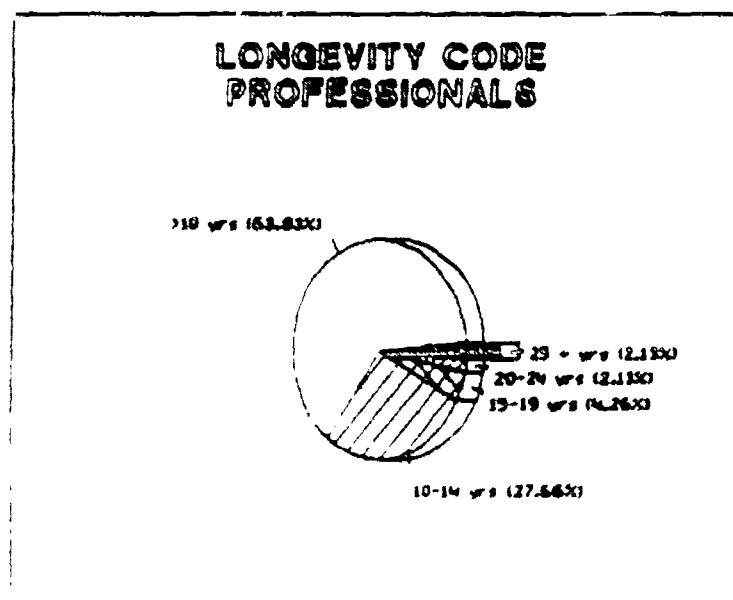 LONGEVITY CODE
PROFESSIONALS
>10 yrs (63.83%)
25 + yrs (2.13%)
20-24 yrs (2.13%)
15-19 yrs (4.26%)
10-14 yrs (27.66%)